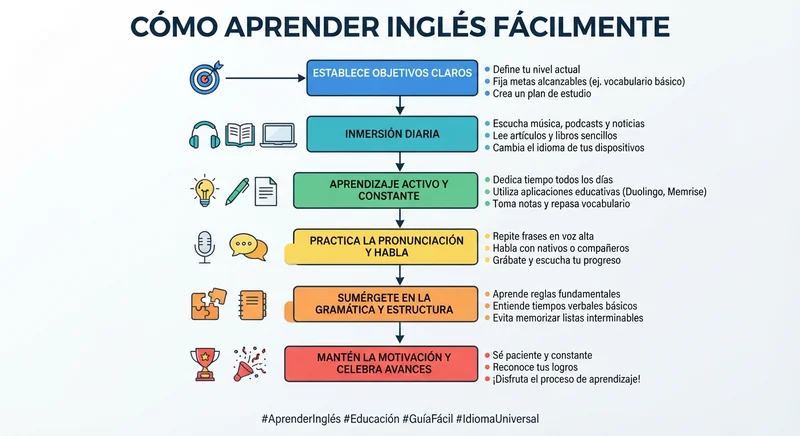 CÓMO APRENDER INGLÉS FÁCILMENTE
ESTABLECE OBJETIVOS CLAROS
• Define tu nivel actual
• Fija metas alcanzables (ej. vocabulario básico)
• Crea un plan de estudio
INMERSIÓN DIARIA
• Escucha música, podcasts y noticias
• Lee artículos y libros sencillos
• Cambia el idioma de tus dispositivos
APRENDIZAJE ACTIVO Y
CONSTANTE
• Dedica tiempo todos los días
• Utiliza aplicaciones educativas (Duolingo, Memrise)
• Toma notas y repasa vocabulario
PRACTICA LA PRONUNCIACIÓN
Y HABLA
• Repite frases en voz alta
• Habla con nativos o compañeros
• Grábate y escucha tu progreso
SUMÉRGETE EN LA
GRAMÁTICA Y ESTRUCTURA
• Aprende reglas fundamentales
• Entiende tiempos verbales básicos
• Evita memorizar listas interminables
MANTÉN LA MOTIVACIÓN Y
CELEBRA AVANCES
• Sé paciente y constante
• Reconoce tus logros
• ¡Disfruta el proceso de aprendizaje!
#AprenderInglés #Educación #GuíaFácil #IdiomaUniversal